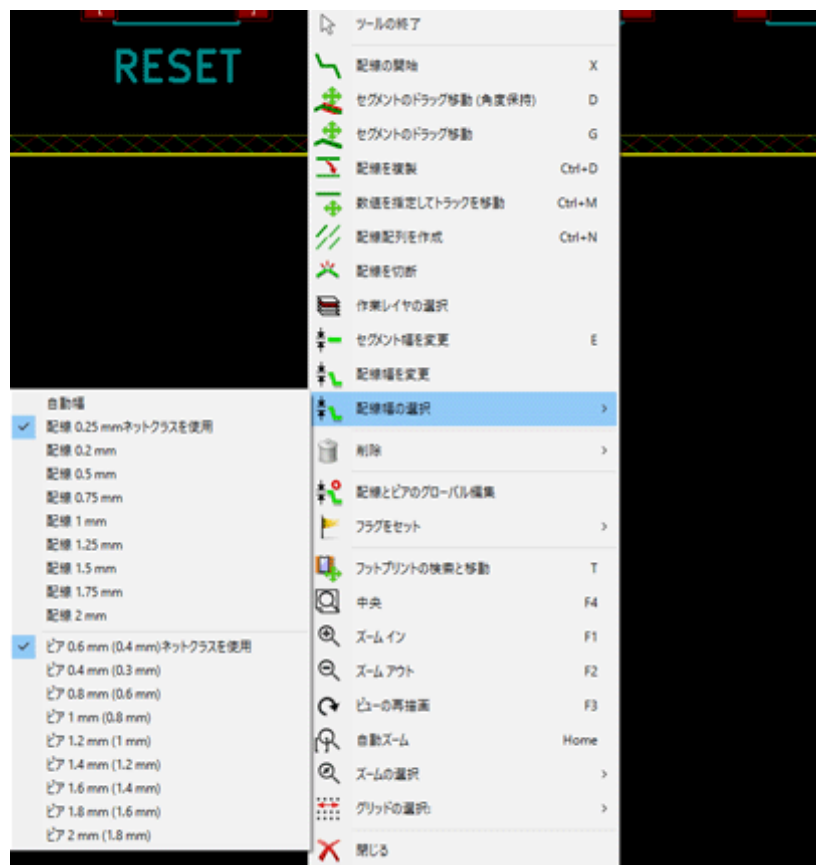 RESET
ツールの終了
配線の開始 X
セグメントのドラッグ移動 (角度保持) D
セグメントのドラッグ移動 G
配線を複製 Ctrl+D
数値を指定してトラックを移動 Ctrl+M
配線配列を作成 Ctrl+N
配線を切断
作業レイヤの選択
セグメント幅を変更 E
配線幅を変更
配線幅の選択
削除
配線とビアのグローバル編集
フラグをセット
フットプリントの検索と移動 T
中央 F4
ズーム イン F1
ズーム アウト F2
ビューの再描画 F3
自動ズーム Home
ズームの選択
グリッドの選択:
閉じる
自動幅
配線 0.25 mmネットクラスを使用
配線 0.2 mm
配線 0.5 mm
配線 0.75 mm
配線 1 mm
配線 1.25 mm
配線 1.5 mm
配線 1.75 mm
配線 2 mm
ビア 0.6 mm (0.4 mm)ネットクラスを使用
ビア 0.4 mm (0.3 mm)
ビア 0.8 mm (0.6 mm)
ビア 1 mm (0.8 mm)
ビア 1.2 mm (1 mm)
ビア 1.4 mm (1.2 mm)
ビア 1.6 mm (1.4 mm)
ビア 1.8 mm (1.6 mm)
ビア 2 mm (1.8 mm)